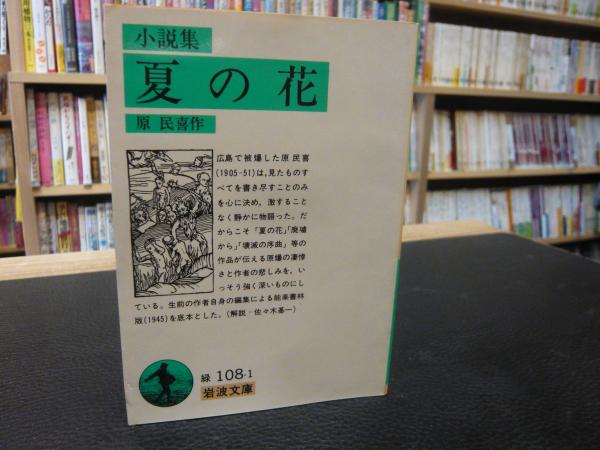 小説集
夏の花
原 民喜作
広島で被爆した原 民喜
(1905-51)は,見たものす
べてを書き尽すことのみ
を心に決め,激すること
なく静かに物語った.だ
からこそ「夏の花」「廃墟
から」「壊滅の序曲」等の
作品が伝える原爆の凄惨
さと作者の悲しみを,い
っそう強く深いものにし
ている.生前の作者自身の編集による能楽書林
版(1945)を底本とした.(解説=佐々木基一)
緑 108-1
岩波文庫